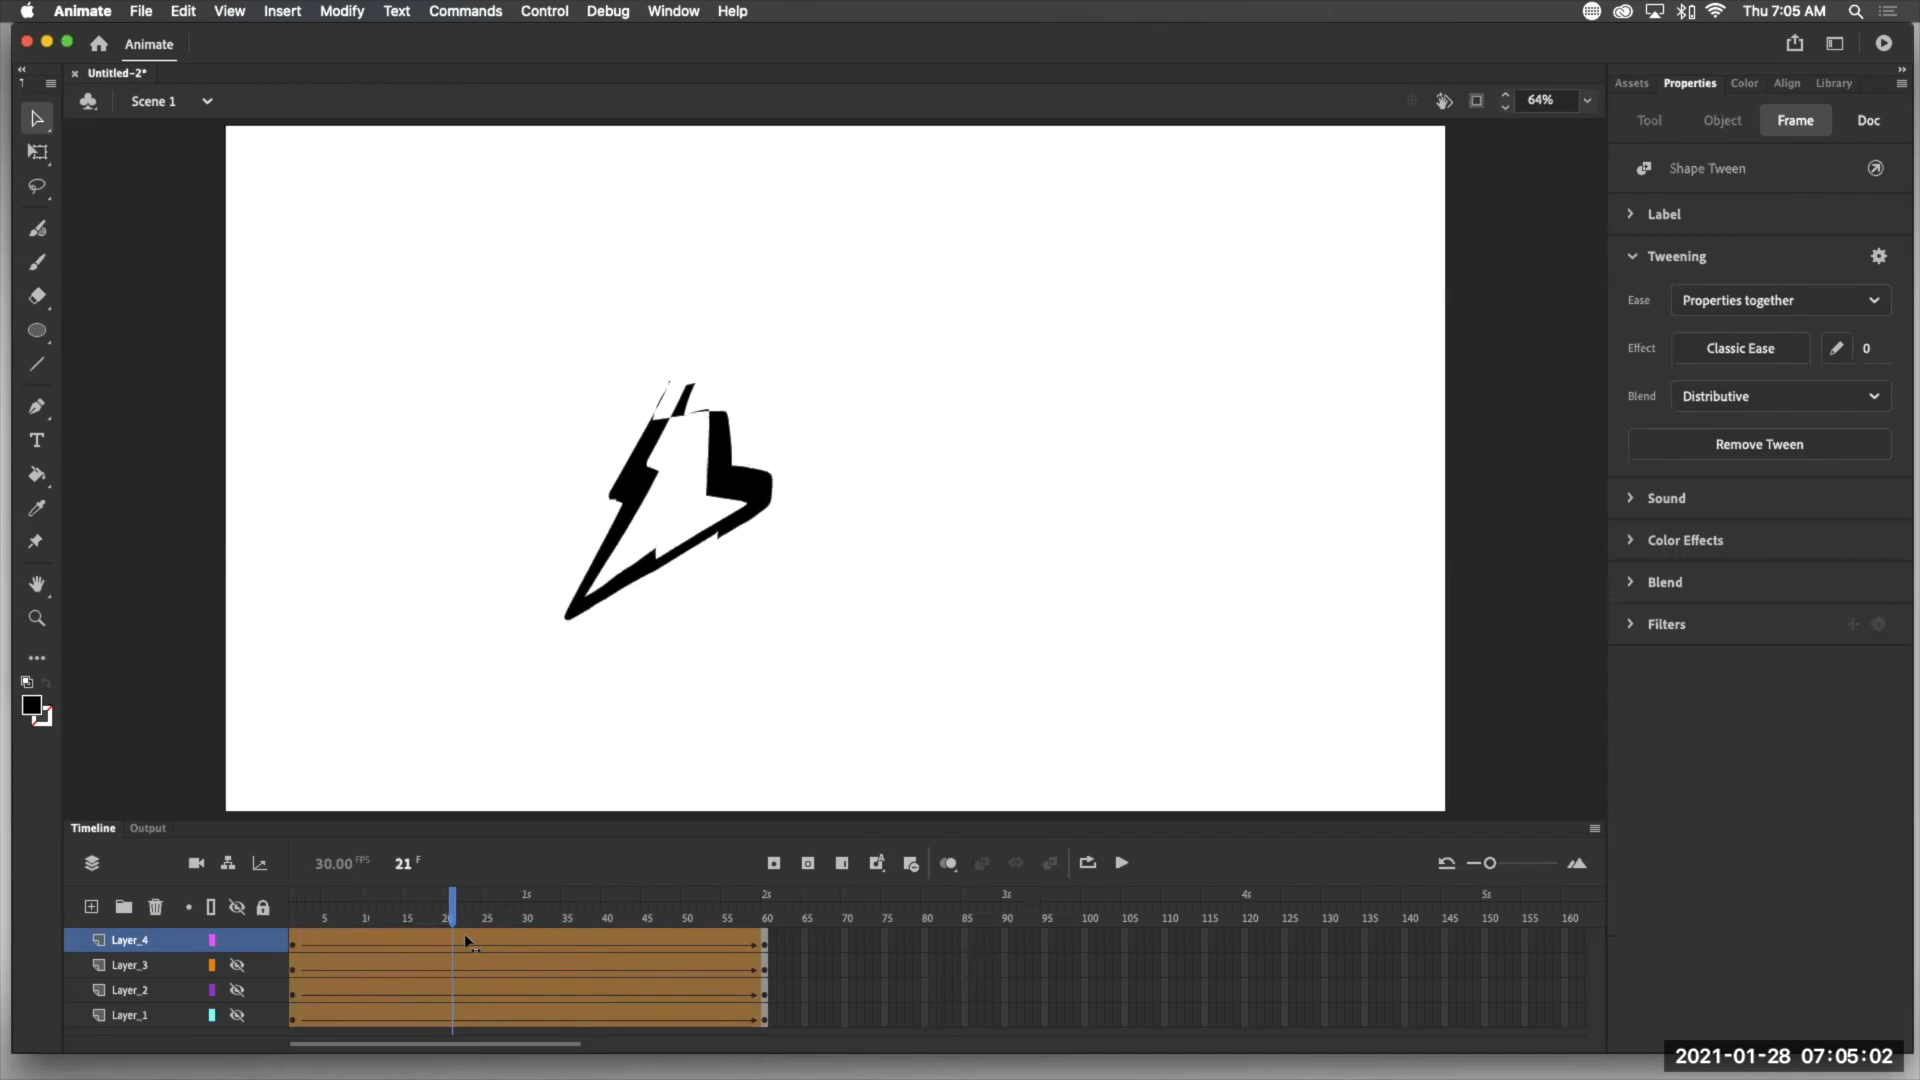 Animate File Edit View Insert Modify Text Commands Control Debug Window Help
Thu 7:05 AM
Animate
Untitled-2*
Scene 1
64%
Assets Properties Color Align Library
Tool Object Frame Doc
Shape Tween
Label
Tweening
Ease Properties together
Effect Classic Ease 0
Blend Distributive
Remove Tween
Sound
Color Effects
Blend
Filters
Timeline Output
30.00 FPS 21 F
1s 2s 3s 4s 5s
5 10 15 20 25 30 35 40 45 50 55 60 65 70 75 80 85 90 95 100 105 110 115 120 125 130 135 140 145 150 155 160
Layer_4
Layer_3
Layer_2
Layer_1
2021-01-28 07:05:02